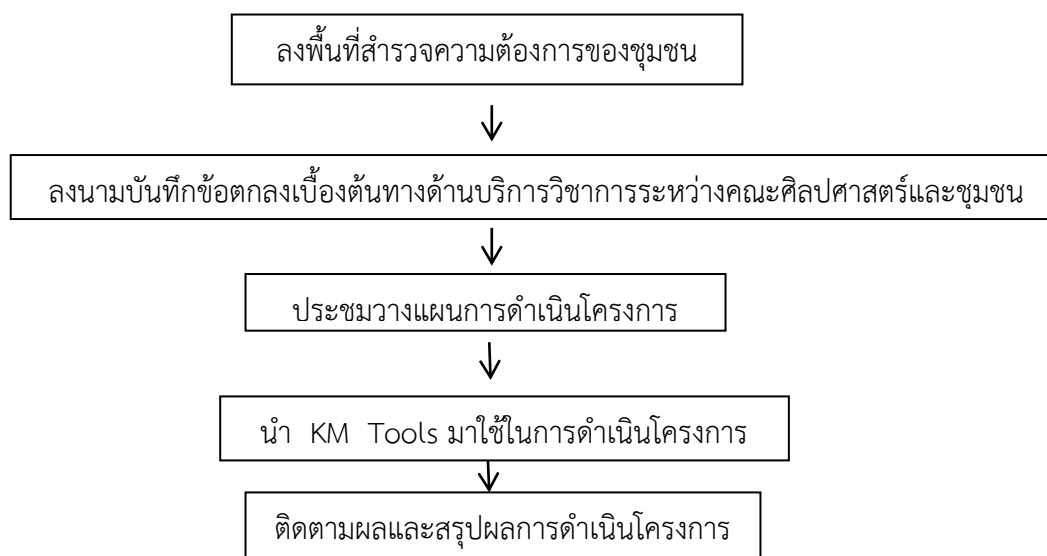 ลงพื้นที่สำรวจความต้องการของชุมชน
ลงนามบันทึกข้อตกลงเบื้องต้นทางด้านบริการวิชาการระหว่างคณะศิลปศาสตร์และชุมชน
ประชมวางแผนการดำเนินโครงการ
นำ KM Tools มาใช้ในการดำเนินโครงการ
ติดตามผลและสรุปผลการดำเนินโครงการ